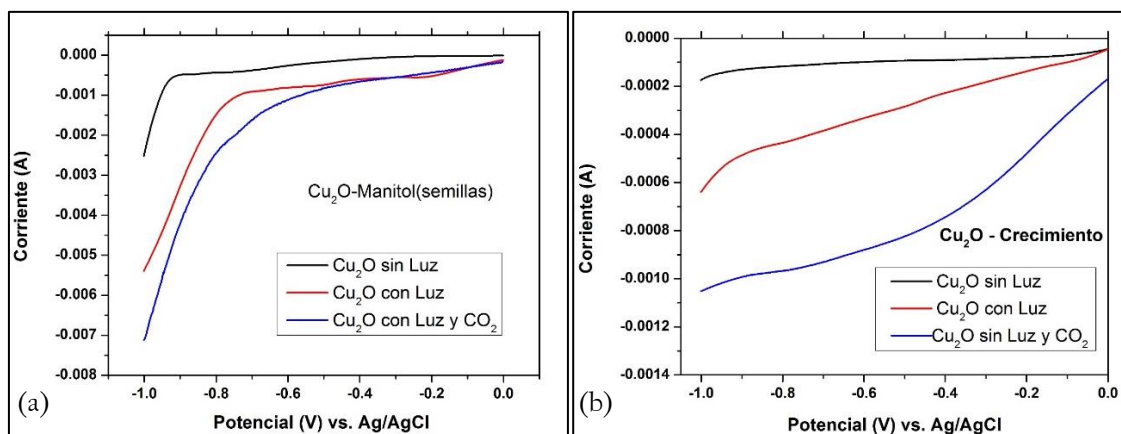 0.000
-0.001
-0.002
-0.003
-0.004
-0.005
-0.006
-0.007
-0.008
Corriente (A)
Cu₂O-Manitol(semillas)
Cu₂O sin Luz
Cu₂O con Luz
Cu₂O con Luz y CO₂
-1.0 -0.8 -0.6 -0.4 -0.2 0.0
Potencial (V) vs. Ag/AgCl
(a)
0.0000
-0.0002
-0.0004
-0.0006
-0.0008
-0.0010
-0.0012
-0.0014
Corriente (A)
Cu₂O - Crecimiento
Cu₂O sin Luz
Cu₂O con Luz
Cu₂O sin Luz y CO₂
-1.0 -0.8 -0.6 -0.4 -0.2 0.0
Potencial (V) vs. Ag/AgCl
(b)